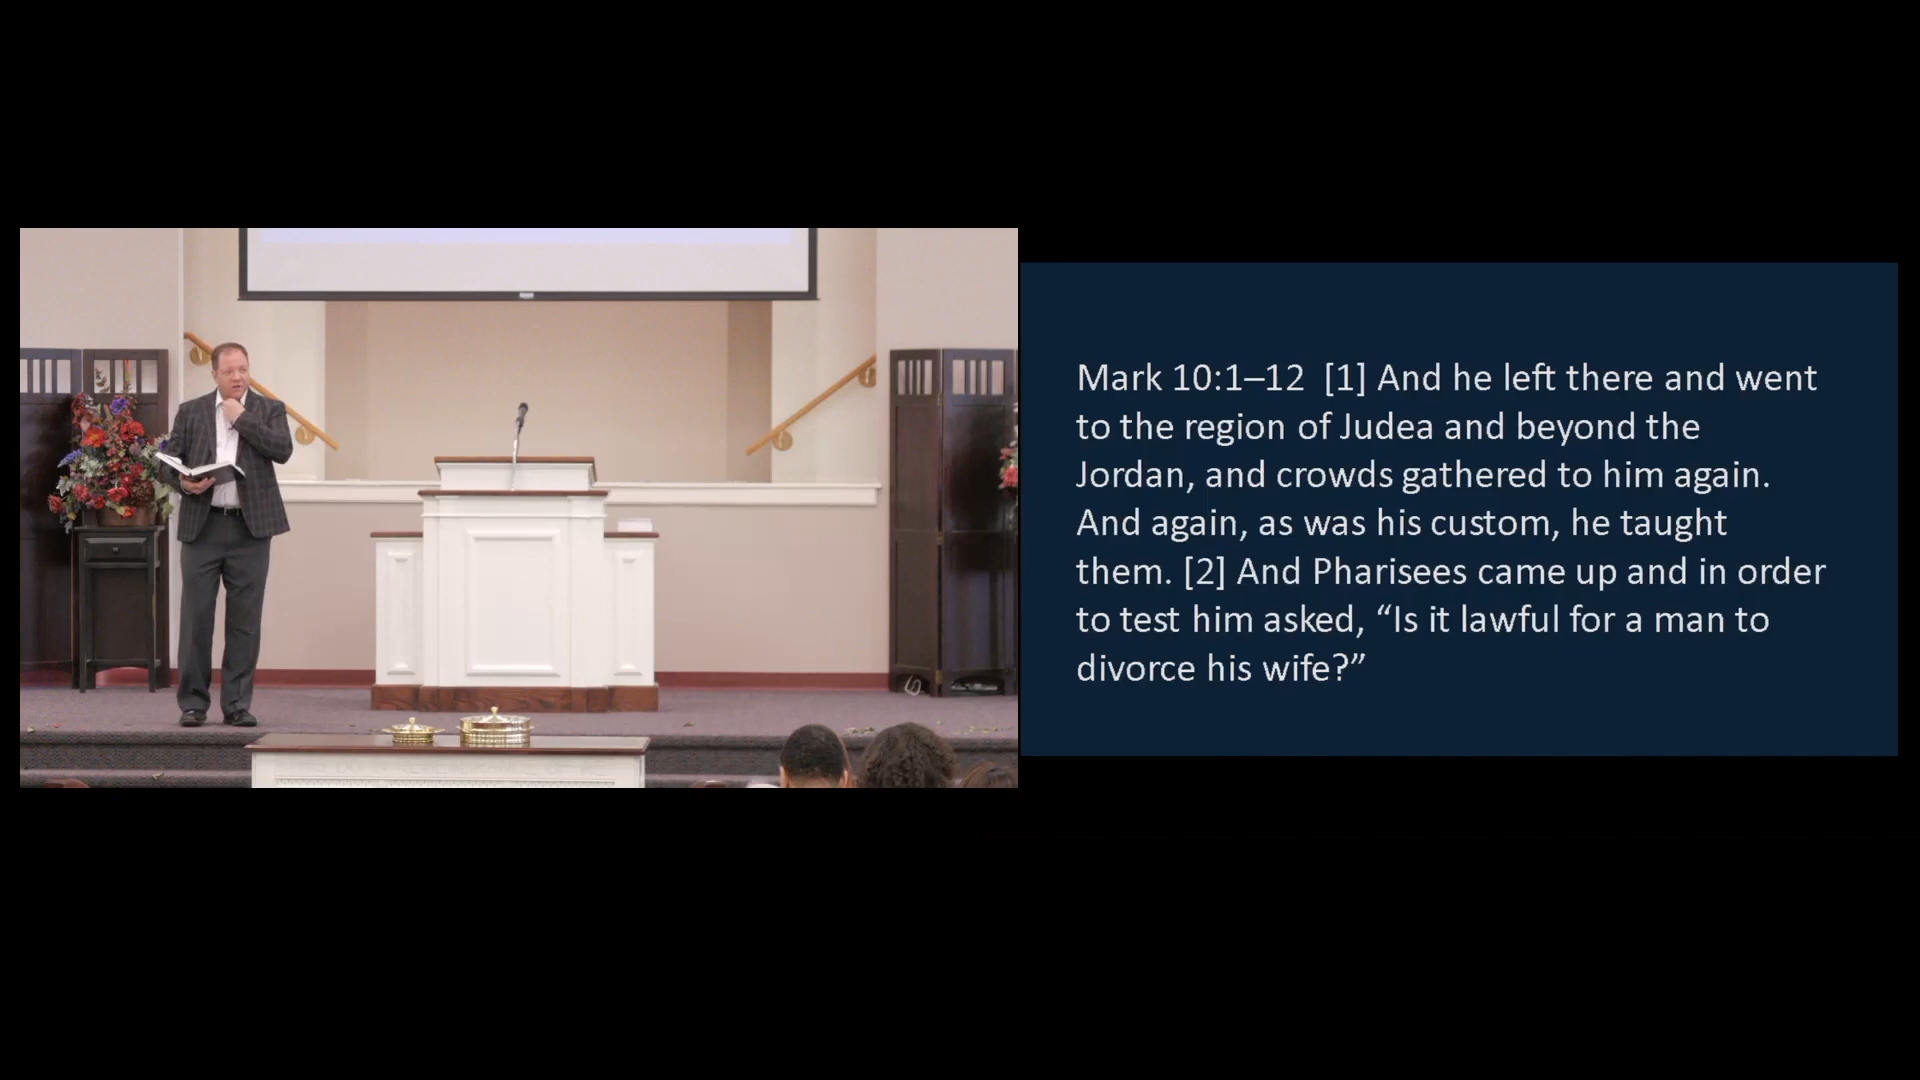 Mark 10:1–12  [1] And he left there and went
to the region of Judea and beyond the
Jordan, and crowds gathered to him again.
And again, as was his custom, he taught
them. [2] And Pharisees came up and in order
to test him asked, “Is it lawful for a man to
divorce his wife?”